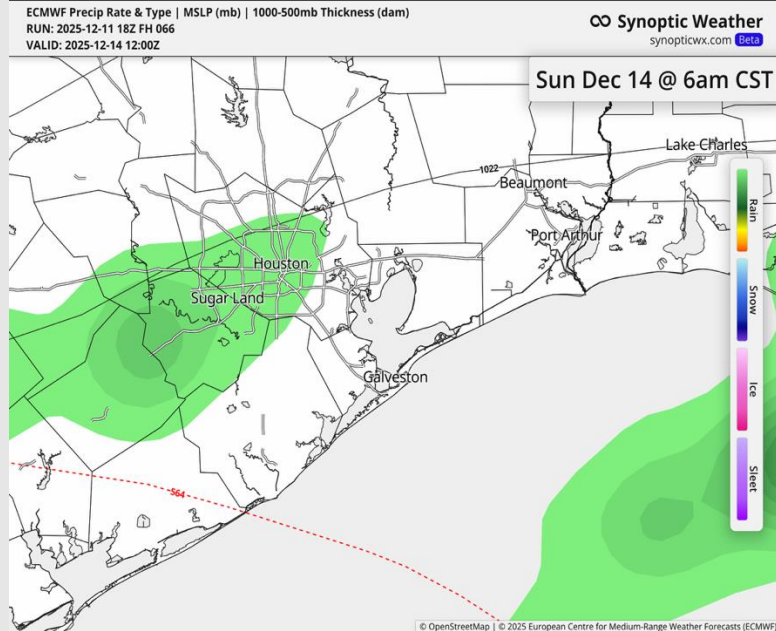 ECMWF Precip Rate & Type | MSLP (mb) | 1000-500mb Thickness (dam)
RUN: 2025-12-11 18Z FH 066
VALID: 2025-12-14 12:00Z
Synoptic Weather
synopticwx.com Beta
Sun Dec 14 @ 6am CST
Lake Charles
1022
Beaumont
Rain
Port Arthur
Houston
Sugar Land
Snow
Galveston
Ice
564
Sleet
© OpenStreetMap | © 2025 European Centre for Medium-Range Weather Forecasts (ECMWF)